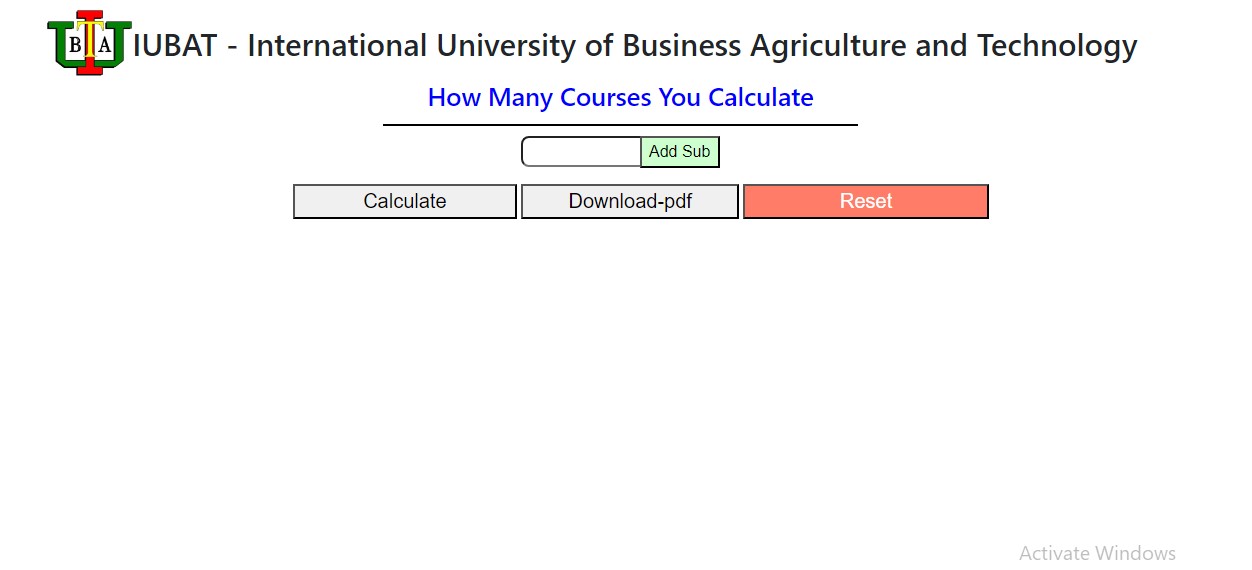 IUBAT IUBAT - International University of Business Agriculture and Technology
How Many Courses You Calculate
Add Sub
Calculate Download-pdf Reset
Activate Windows